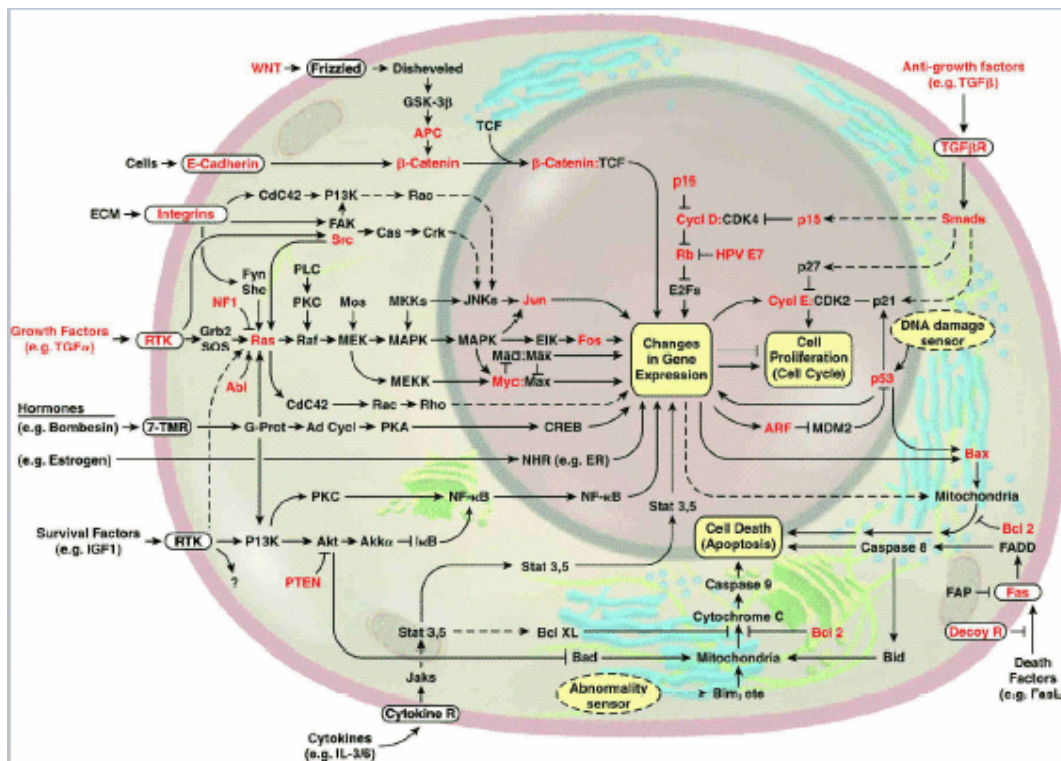 WNT
Frizzled
Disheveled
GSK-3β
APC
TCF
Cells
E-Cadherin
β-Catenin
β-Catenin:TCF
Anti-growth factors
(e.g. TGFβ)
TGFβR
p16
CdC42
P13K
Rac
ECM
Integrins
FAK
Src
Cas
Crk
Cycl D:CDK4
p15
Smads
Rb
HPV E7
E2Fs
p27
Fyn
Shc
PLC
NF1
PKC
Mos
MKKs
JNKs
Jun
Cycl E:CDK2
p21
Growth Factors
(e.g. TGFα)
RTK
Grb2
SOS
Ras
Raf
MEK
MAPK
MAPK
ElK
Fos
Changes
in Gene
Expression
Cell
Proliferation
(Cell Cycle)
DNA damage
sensor
Mad:Max
Abl
MEKK
Myc:Max
p53
CdC42
Rac
Rho
Hormones
(e.g. Bombesin)
7-TMR
G-Prot
Ad Cycl
PKA
CREB
ARF
MDM2
(e.g. Estrogen)
NHR (e.g. ER)
Bax
PKC
NF-κB
NF-κB
Stat 3,5
Mitochondria
Survival Factors
(e.g. IGF1)
RTK
P13K
Akt
Akkα
IκB
Cell Death
(Apoptosis)
Bcl 2
Caspase 8
FADD
?
PTEN
Stat 3,5
Caspase 9
FAP
Fas
Cytochrome C
Stat 3,5
Bcl XL
Bcl 2
Decoy R
Bad
Mitochondria
Bid
Jaks
Abnormality
sensor
Bim, etc
Death
Factors
(e.g. FasL
Cytokine R
Cytokines
(e.g. IL-3/6)